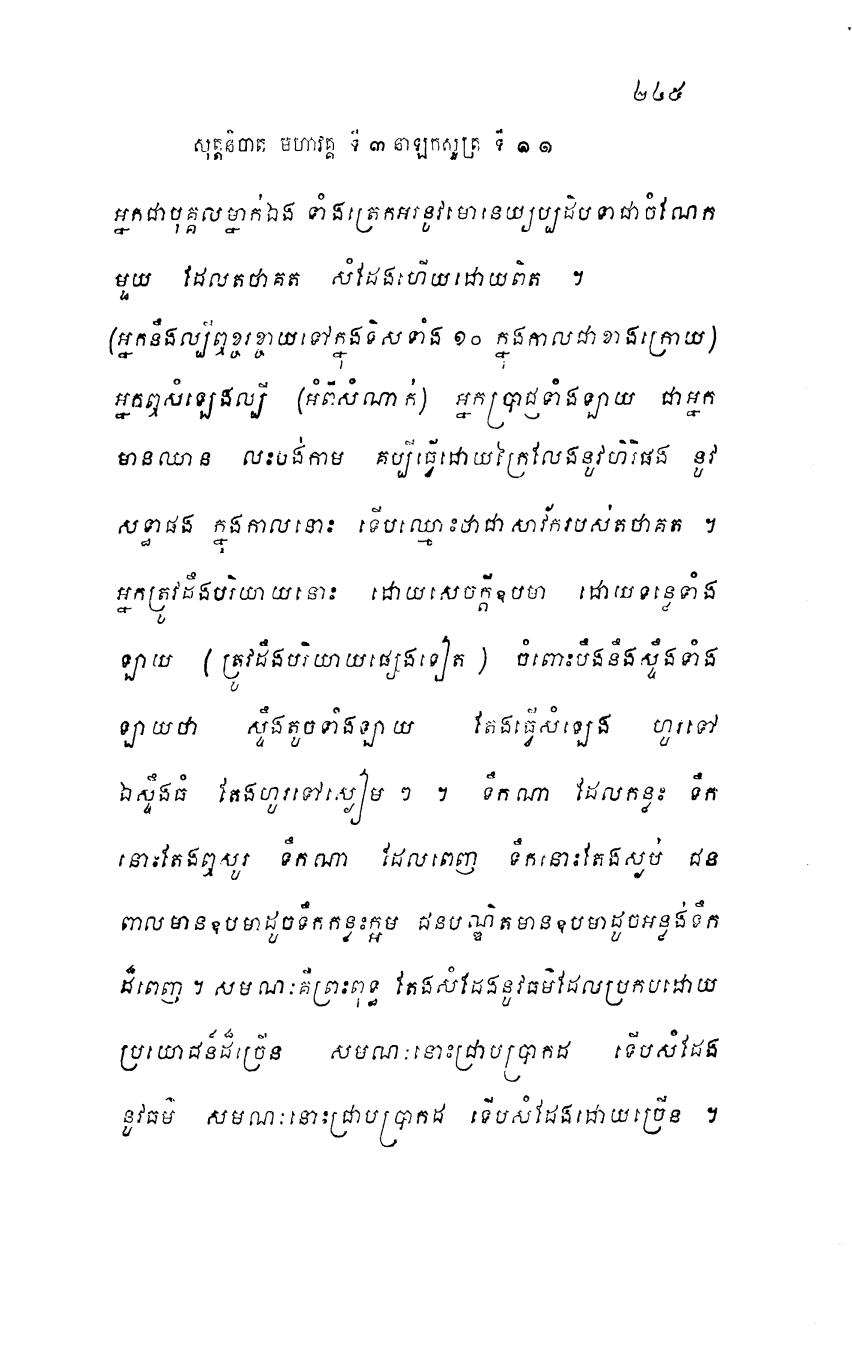 ២៤៥
សុត្តនិបាត មហាវគ្គ ទី ៣ នាឡកសូត្រ ទី ១១
អ្នកជាបុគ្គលម្នាក់ឯង ទាំងត្រេកអរនូវមោនេយ្យប្បដិបទាជាចំណែក
មួយ ដែលតថាគត សំដែងហើយដោយពិត ។
(អ្នកនឹងល្បីឮខ្ចរខ្ចាយទៅក្នុងទិសទាំង ១០ ក្នុងកាលជាខាងក្រោយ)
អ្នកឮសំឡេងល្បី (អំពីសំណាក់) អ្នកប្រាជ្ញទាំងឡាយ ជាអ្នក
មានឈាន លះបង់កាម គប្បីធ្វើដោយក្រៃលែងនូវហិរិផង នូវ
សទ្ធាផង ក្នុងកាលនោះ ទើបឈ្មោះថាជាសាវ័ករបស់តថាគត ។
អ្នកត្រូវដឹងបរិយាយនោះ ដោយសេចក្តីឧបមា ដោយទន្ទេទាំង
ឡាយ (ត្រូវដឹងបរិយាយផ្សេងទៀត) ចំពោះបឹងនឹងស្ទឹងទាំង
ឡាយថា ស្ទឹងតូចទាំងឡាយ តែងធ្វើសំឡេង ហូរទៅ
ឯស្ទឹងធំ តែងហូរទៅស្ងៀម ៗ ។ ទឹកណា ដែលកន្លះ ទឹក
នោះតែងឮសូរ ទឹកណា ដែលពេញ ទឹកនោះតែងស្ងប់ ជន
ពាលមានឧបមាដូចទឹកកន្លះក្អម ជនបណ្ឌិតមានឧបមាដូចអន្លង់ទឹក
ដ៏ពេញ ។ សមណៈគឺព្រះពុទ្ធ តែងសំដែងនូវធម៌ដែលប្រកបដោយ
ប្រយោជន៍ដ៏ច្រើន សមណៈនោះជ្រាបប្រាកដ ទើបសំដែង
នូវធម៌ សមណៈនោះជ្រាបប្រាកដ ទើបសំដែងដោយច្រើន ។